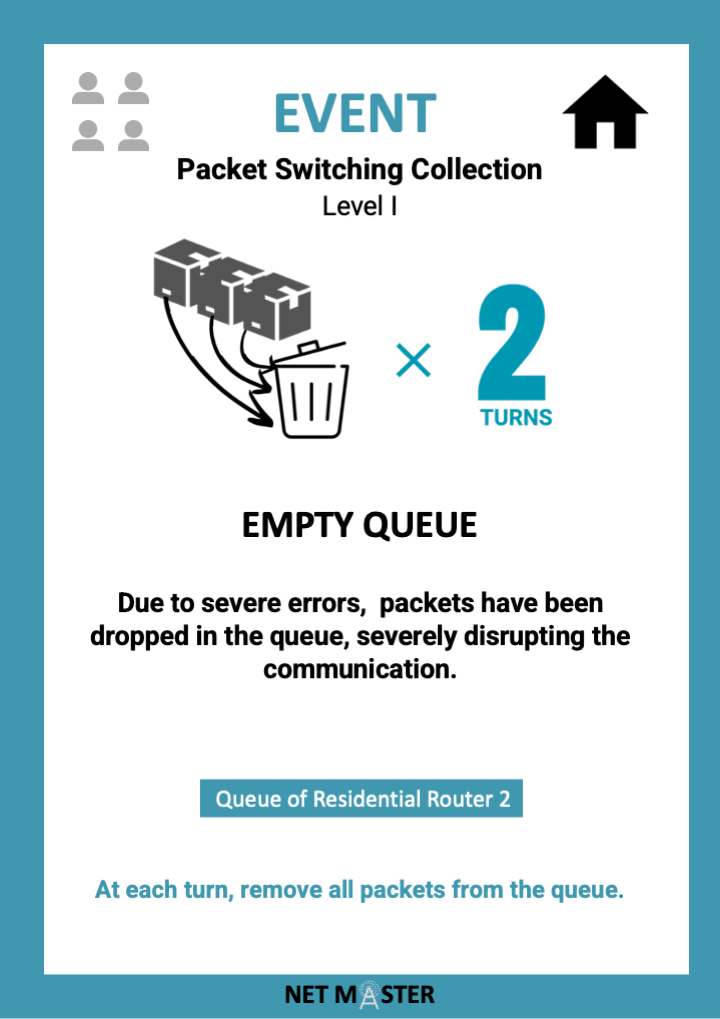 EVENT
Packet Switching Collection
Level I
× 2
TURNS
EMPTY QUEUE
Due to severe errors,  packets have been
dropped in the queue, severely disrupting the
communication.
Queue of Residential Router 2
At each turn, remove all packets from the queue.
NET MASTER